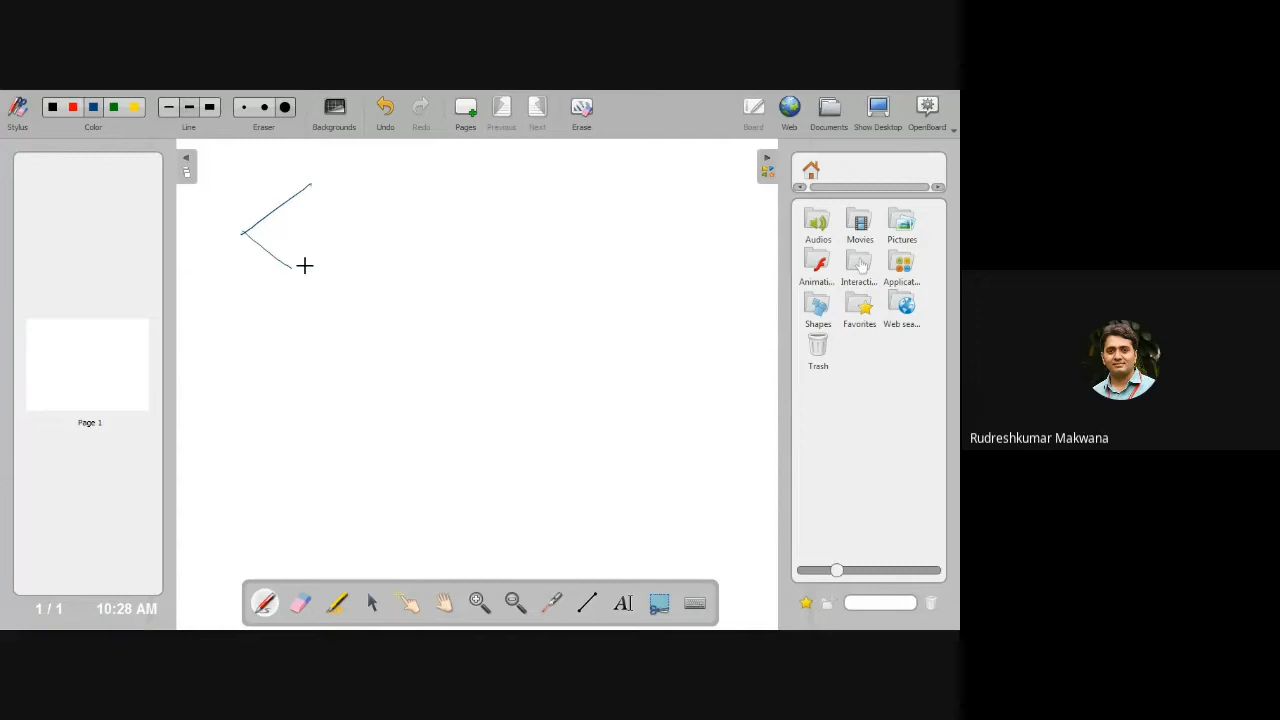 Stylus Color Line Eraser Backgrounds Undo Redo Pages Previous Next Erase Board Web Documents Show Desktop OpenBoard
Audios Movies Pictures
Animati... Interacti... Applicat...
Shapes Favorites Web sea...
Trash
Page 1
Rudreshkumar Makwana
1 / 1 10:28 AM
AI